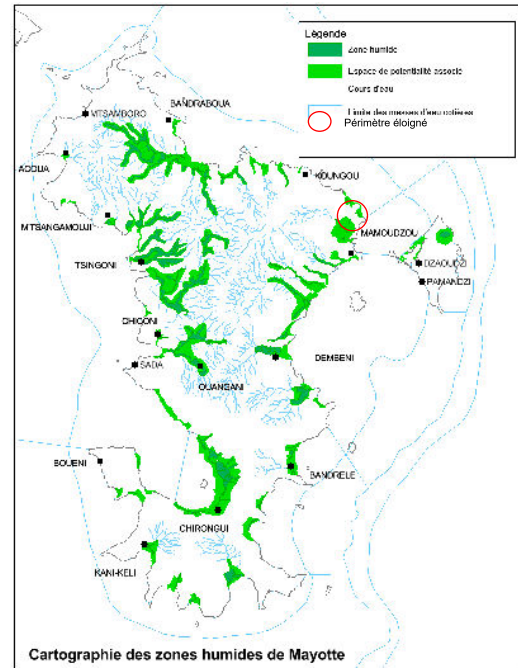 Légende
Zone humide
Espace de potentialité associé
Cours d'eau
Limite des masses d'eau cotières
Périmètre éloigné
BANDRABOUA
MTSAMBORO
ACOUA
KOUNGOU
MTSANGAMOUJI
MAMOUDZOU
TSINGONI
DZAOUDZI
PAMANDZI
CHICONI
SADA
DEMBENI
OUANGANI
BOUENI
BANDRELE
CHIRONGUI
KANI-KELI
Cartographie des zones humides de Mayotte